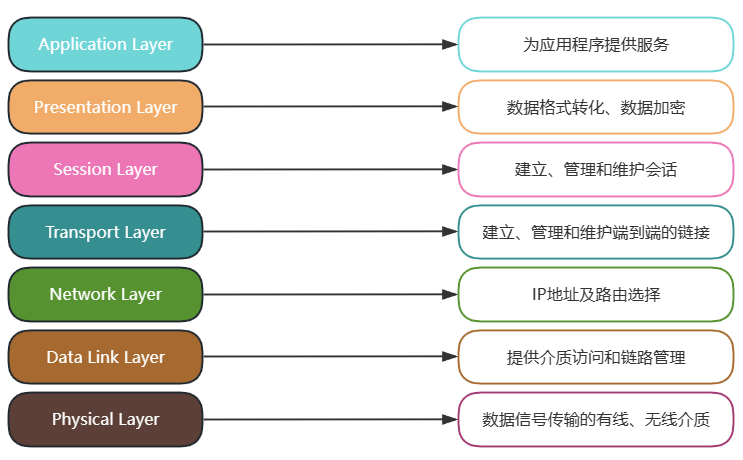 Application Layer
为应用程序提供服务
Presentation Layer
数据格式转化、数据加密
Session Layer
建立、管理和维护会话
Transport Layer
建立、管理和维护端到端的链接
Network Layer
IP地址及路由选择
Data Link Layer
提供介质访问和链路管理
Physical Layer
数据信号传输的有线、无线介质